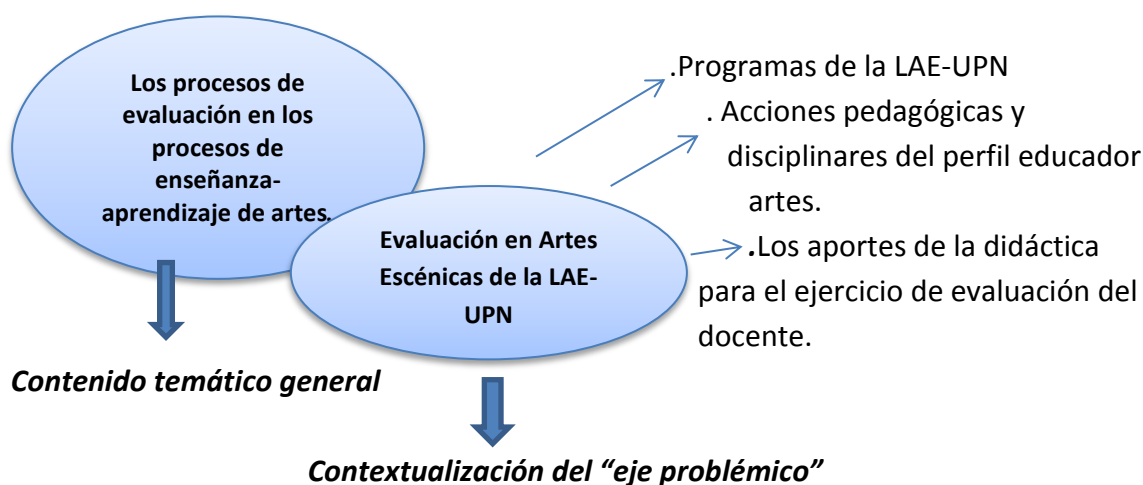 Los procesos de
evaluación en los
procesos de
enseñanza-
aprendizaje de artes.
Evaluación en Artes
Escénicas de la LAE-
UPN
.Programas de la LAE-UPN
. Acciones pedagógicas y
disciplinares del perfil educador
artes.
.Los aportes de la didáctica
para el ejercicio de evaluación del
docente.
Contenido temático general
Contextualización del “eje problémico”